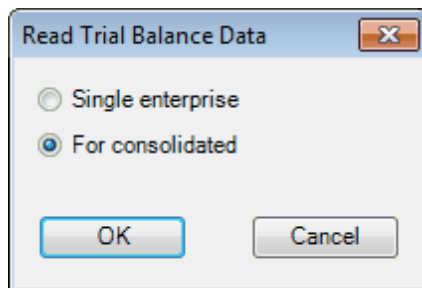 Read Trial Balance Data
Single enterprise
For consolidated
OK Cancel